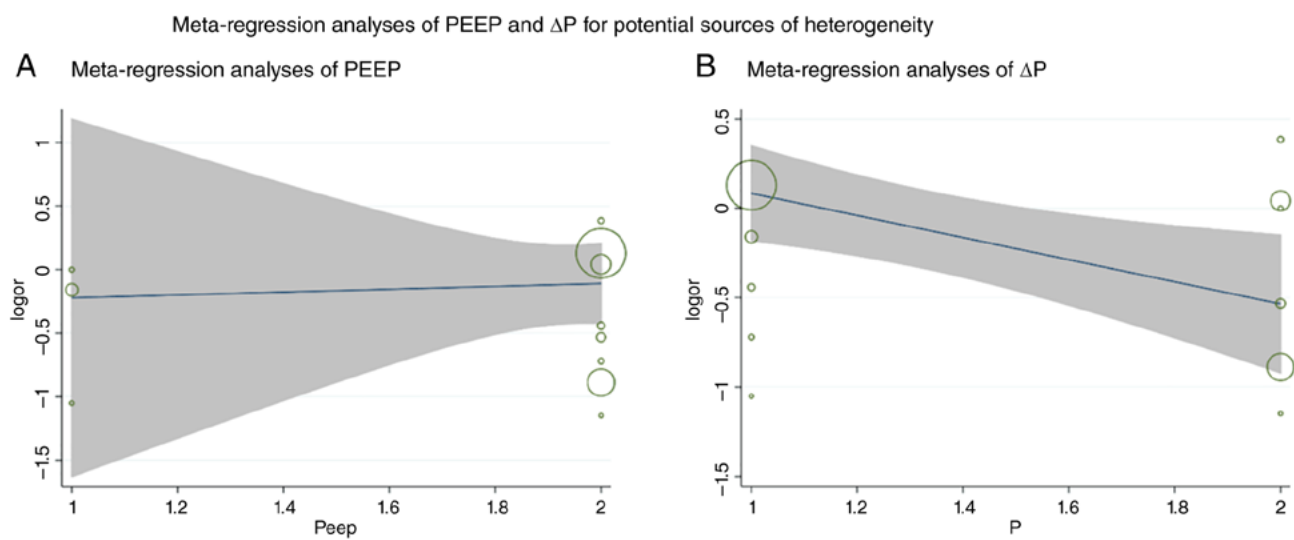 Meta-regression analyses of PEEP and ΔP for potential sources of heterogeneity
A Meta-regression analyses of PEEP
1
0.5
0
−0.5
−1
−1.5
logor
1 1.2 1.4 1.6 1.8 2
Peep
B Meta-regression analyses of ΔP
0.5
0
−0.5
−1
−1.5
logor
1 1.2 1.4 1.6 1.8 2
P